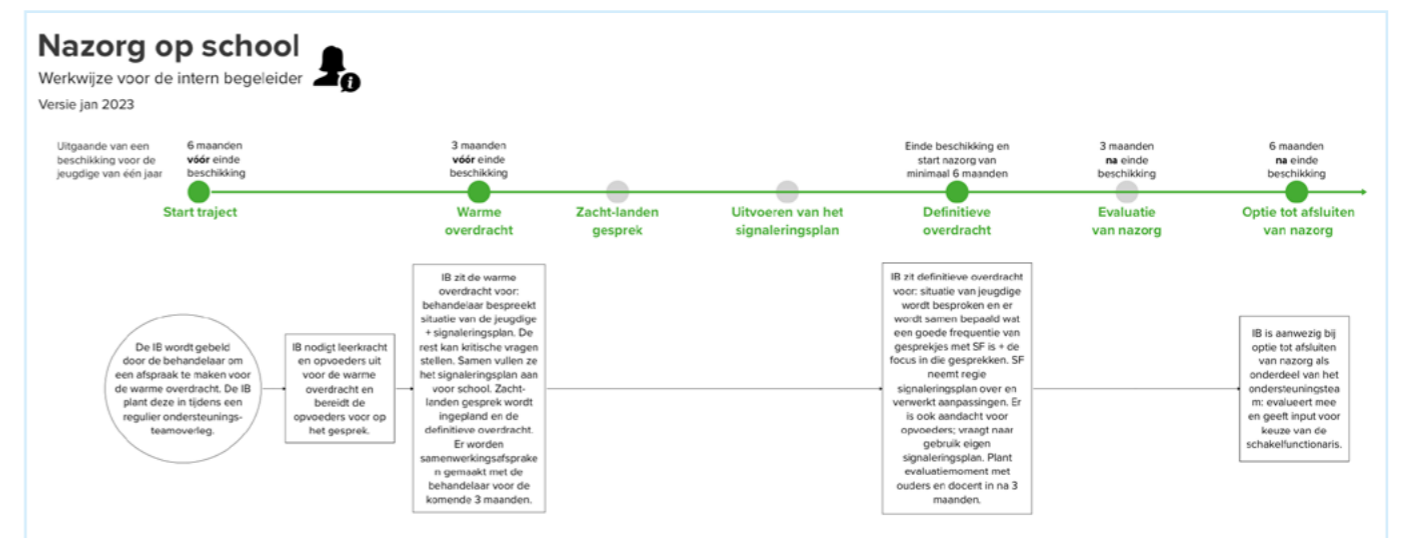 Nazorg op school
Werkwijze voor de intern begeleider
Versie jan 2023
Uitgaande van een
beschikking voor de
jeugdige van één jaar
6 maanden
vóór einde
beschikking
3 maanden
vóór einde
beschikking
Einde beschikking en
start nazorg van
minimaal 6 maanden
3 maanden
na einde
beschikking
6 maanden
na einde
beschikking
Start traject
Warme
overdracht
Zacht-landen
gesprek
Uitvoeren van het
signaleringsplan
Definitieve
overdracht
Evaluatie
van nazorg
Optie tot afsluiten
van nazorg
De IB wordt gebeld
door de behandelaar om
een afspraak te maken voor
de warme overdracht. De IB
plant deze in tijdens een
regulier ondersteunings-
teamoverleg.
IB nodigt leerkracht
en opvoeders uit
voor de warme
overdracht en
bereidt de
opvoeders voor op
het gesprek.
IB zit de warme
overdracht voor:
behandelaar bespreekt
situatie van de jeugdige
+ signaleringsplan. De
rest kan kritische vragen
stellen. Samen vullen ze
het signaleringsplan aan
voor school. Zacht-
landen gesprek wordt
ingepland en de
definitieve overdracht.
Er worden
samenwerkingsafsprake
n gemaakt met de
behandelaar voor de
komende 3 maanden.
IB zit definitieve overdracht
voor: situatie van jeugdige
wordt besproken en er
wordt samen bepaald wat
een goede frequentie van
gesprekjes met SF is + de
focus in die gesprekken. SF
neemt regie
signaleringsplan over en
verwerkt aanpassingen. Er
is ook aandacht voor
opvoeders; vraagt naar
gebruik eigen
signaleringsplan. Plant
evaluatiemoment met
ouders en docent in na 3
maanden.
IB is aanwezig bij
optie tot afsluiten
van nazorg als
onderdeel van het
ondersteuningstea
m: evalueert mee
en geeft input voor
keuze van de
schakelfunctionaris.